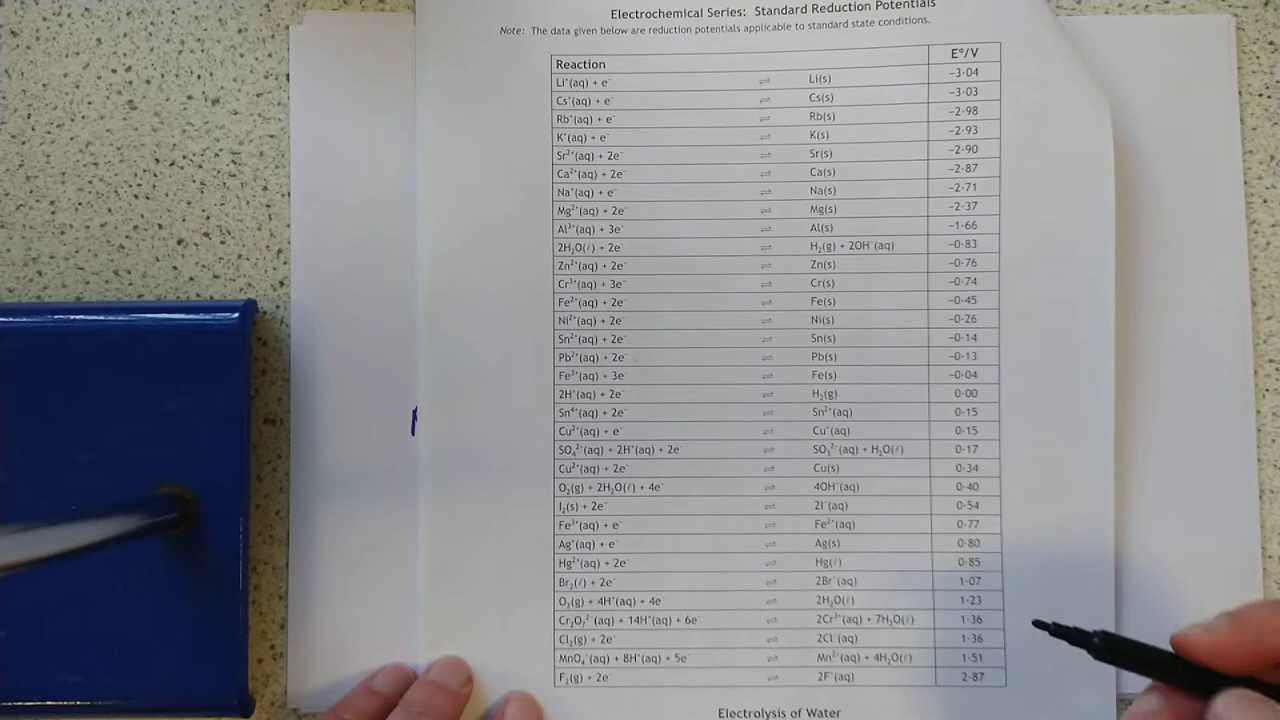 Electrochemical Series: Standard Reduction Potentials
Note: The data given below are reduction potentials applicable to standard state conditions.
Reaction E°/V
Li⁺(aq) + e⁻ ⇌ Li(s) −3·04
Cs⁺(aq) + e⁻ ⇌ Cs(s) −3·03
Rb⁺(aq) + e⁻ ⇌ Rb(s) −2·98
K⁺(aq) + e⁻ ⇌ K(s) −2·93
Sr²⁺(aq) + 2e⁻ ⇌ Sr(s) −2·90
Ca²⁺(aq) + 2e⁻ ⇌ Ca(s) −2·87
Na⁺(aq) + e⁻ ⇌ Na(s) −2·71
Mg²⁺(aq) + 2e⁻ ⇌ Mg(s) −2·37
Al³⁺(aq) + 3e⁻ ⇌ Al(s) −1·66
2H₂O(ℓ) + 2e⁻ ⇌ H₂(g) + 2OH⁻(aq) −0·83
Zn²⁺(aq) + 2e⁻ ⇌ Zn(s) −0·76
Cr³⁺(aq) + 3e⁻ ⇌ Cr(s) −0·74
Fe²⁺(aq) + 2e⁻ ⇌ Fe(s) −0·45
Ni²⁺(aq) + 2e⁻ ⇌ Ni(s) −0·26
Sn²⁺(aq) + 2e⁻ ⇌ Sn(s) −0·14
Pb²⁺(aq) + 2e⁻ ⇌ Pb(s) −0·13
Fe³⁺(aq) + 3e⁻ ⇌ Fe(s) −0·04
2H⁺(aq) + 2e⁻ ⇌ H₂(g) 0·00
Sn⁴⁺(aq) + 2e⁻ ⇌ Sn²⁺(aq) 0·15
Cu²⁺(aq) + e⁻ ⇌ Cu⁺(aq) 0·15
SO₄²⁻(aq) + 2H⁺(aq) + 2e⁻ ⇌ SO₃²⁻(aq) + H₂O(ℓ) 0·17
Cu²⁺(aq) + 2e⁻ ⇌ Cu(s) 0·34
O₂(g) + 2H₂O(ℓ) + 4e⁻ ⇌ 4OH⁻(aq) 0·40
I₂(s) + 2e⁻ ⇌ 2I⁻(aq) 0·54
Fe³⁺(aq) + e⁻ ⇌ Fe²⁺(aq) 0·77
Ag⁺(aq) + e⁻ ⇌ Ag(s) 0·80
Hg²⁺(aq) + 2e⁻ ⇌ Hg(ℓ) 0·85
Br₂(ℓ) + 2e⁻ ⇌ 2Br⁻(aq) 1·07
O₂(g) + 4H⁺(aq) + 4e⁻ ⇌ 2H₂O(ℓ) 1·23
Cr₂O₇²⁻(aq) + 14H⁺(aq) + 6e⁻ ⇌ 2Cr³⁺(aq) + 7H₂O(ℓ) 1·36
Cl₂(g) + 2e⁻ ⇌ 2Cl⁻(aq) 1·36
MnO₄⁻(aq) + 8H⁺(aq) + 5e⁻ ⇌ Mn²⁺(aq) + 4H₂O(ℓ) 1·51
F₂(g) + 2e⁻ ⇌ 2F⁻(aq) 2·87
Electrolysis of Water